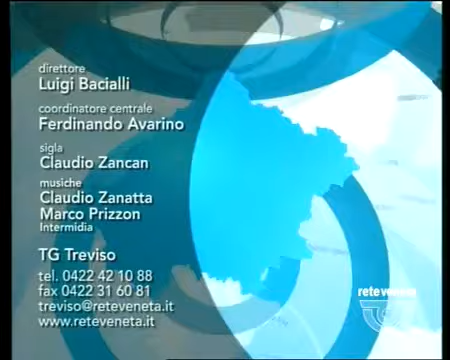 direttore
Luigi Bacialli
coordinatore centrale
Ferdinando Avarino
sigla
Claudio Zancan
musiche
Claudio Zanatta
Marco Prizzon
Intermidia
TG Treviso
tel. 0422 42 10 88
fax 0422 31 60 81
treviso@reteveneta.it
www.reteveneta.it
reteveneta